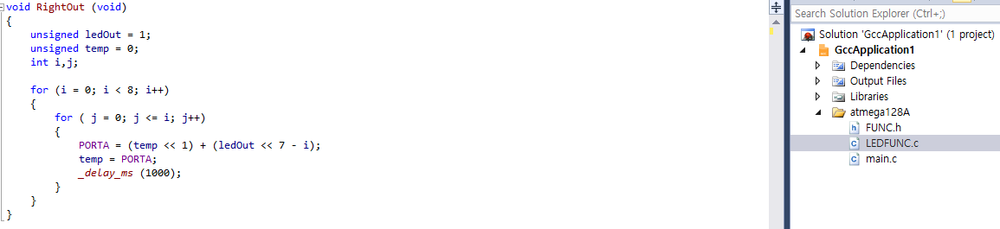 void RightOut (void)
{
    unsigned ledOut = 1;
    unsigned temp = 0;
    int i,j;

    for (i = 0; i < 8; i++)
    {
        for ( j = 0; j <= i; j++)
        {
            PORTA = (temp << 1) + (ledOut << 7 - i);
            temp = PORTA;
            _delay_ms (1000);
        }
    }
}
Search Solution Explorer (Ctrl+;)
Solution 'GccApplication1' (1 project)
GccApplication1
Dependencies
Output Files
Libraries
atmega128A
FUNC.h
LEDFUNC.c
main.c